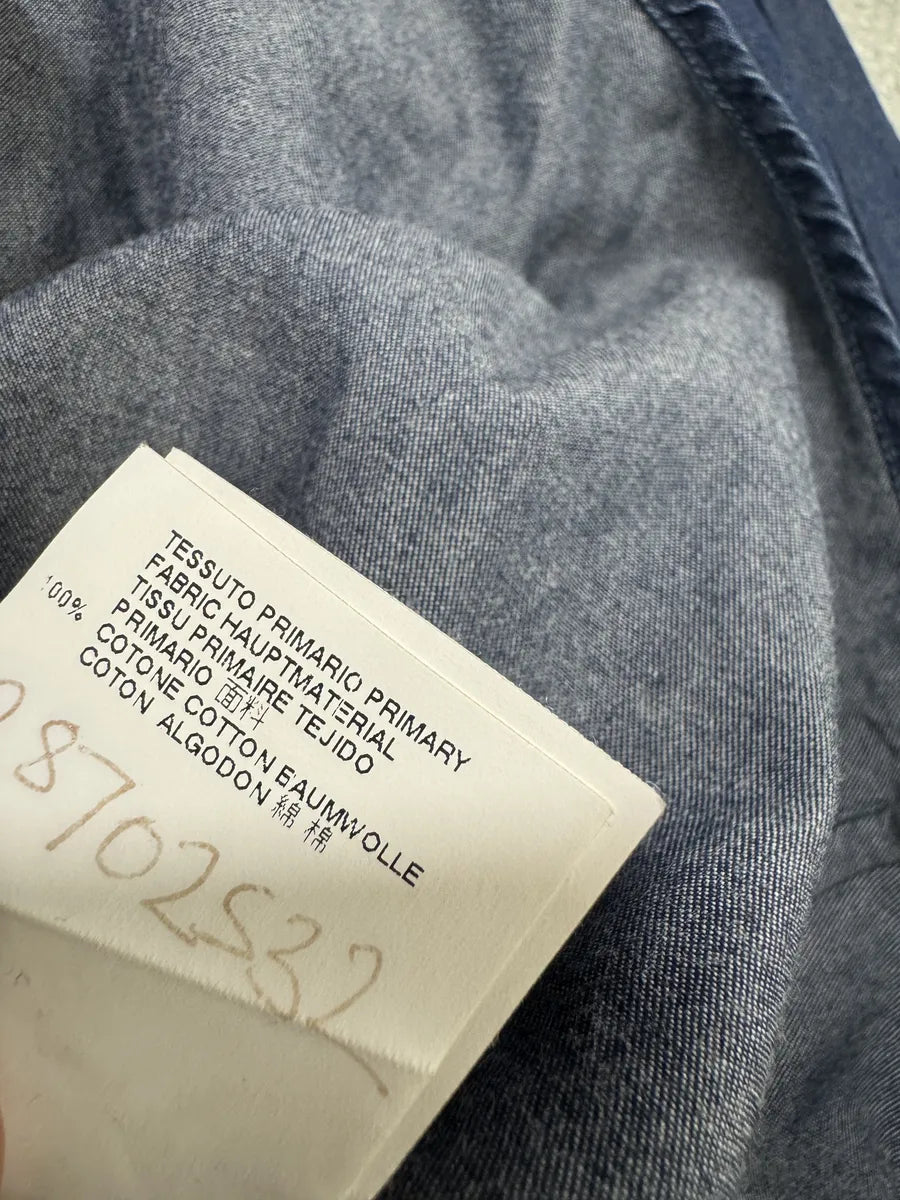 TESSUTO PRIMARIO PRIMARY
FABRIC HAUPTMATERIAL
TISSU PRIMAIRE TEJIDO
PRIMARIO 面料
100% COTONE COTTON BAUMWOLLE
COTON ALGODON 綿 棉
8702532